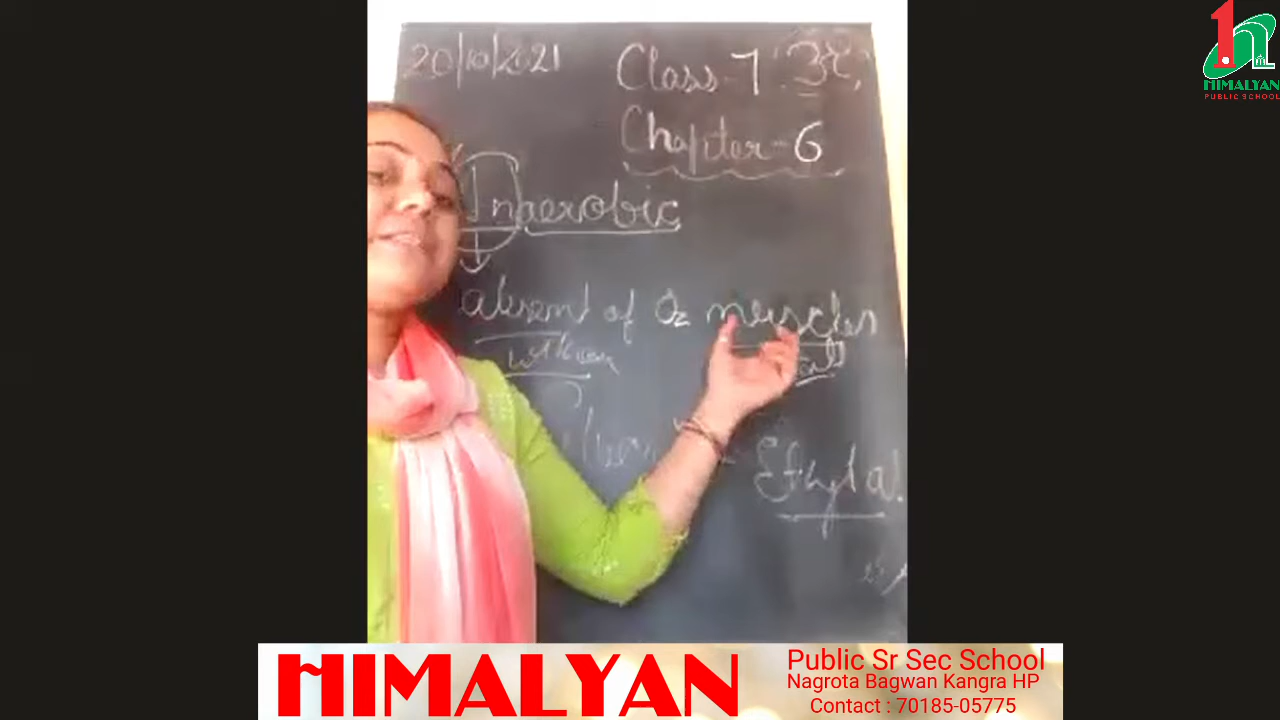 20/10/2021
Class-7
Chapter-6
Inaerobic
absent of O2 muscles
without
Ethyl al
HIMALYAN
PUBLIC SCHOOL
HIMALYAN
Public Sr Sec School
Nagrota Bagwan Kangra HP
Contact : 70185-05775